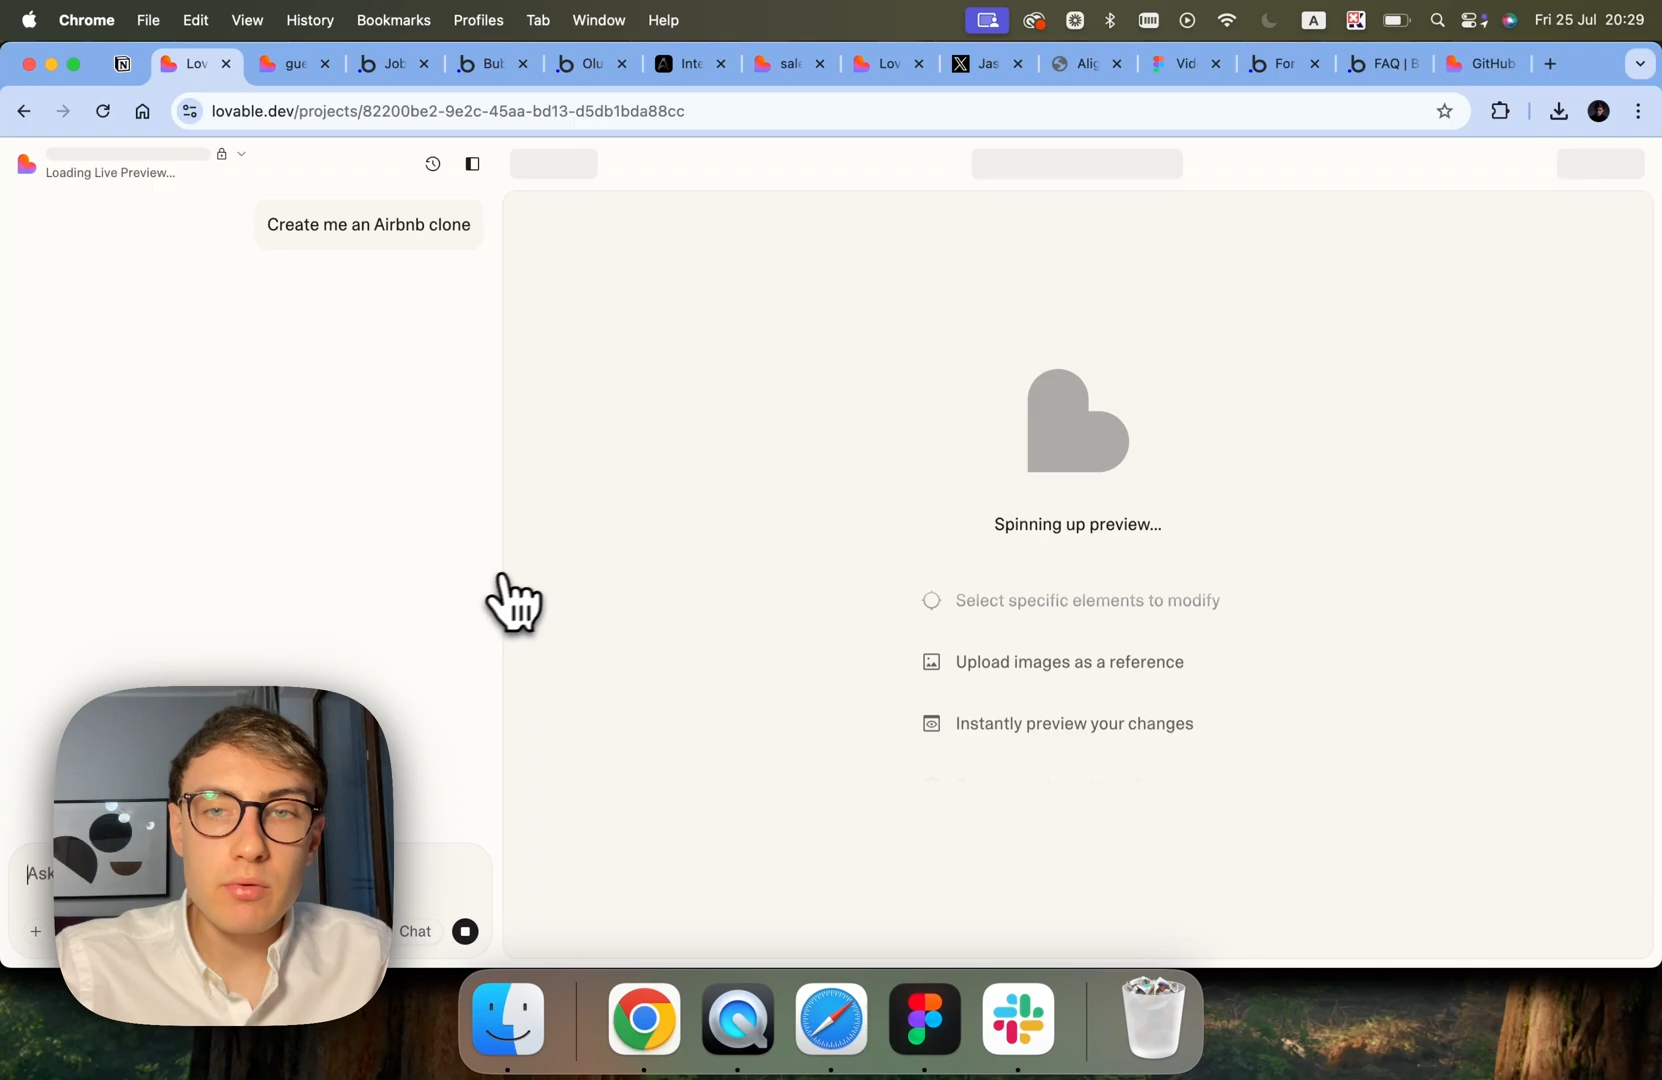 Chrome File Edit View History Bookmarks Profiles Tab Window Help A Fri 25 Jul 20:29
Lov gue Job Bub Olu Inte sale Lov Jas Alig Vid For FAQ | B GitHub
lovable.dev/projects/82200be2-9e2c-45aa-bd13-d5db1bda88cc
Loading Live Preview...
Create me an Airbnb clone
Spinning up preview...
Select specific elements to modify
Upload images as a reference
Instantly preview your changes
Ask
Chat